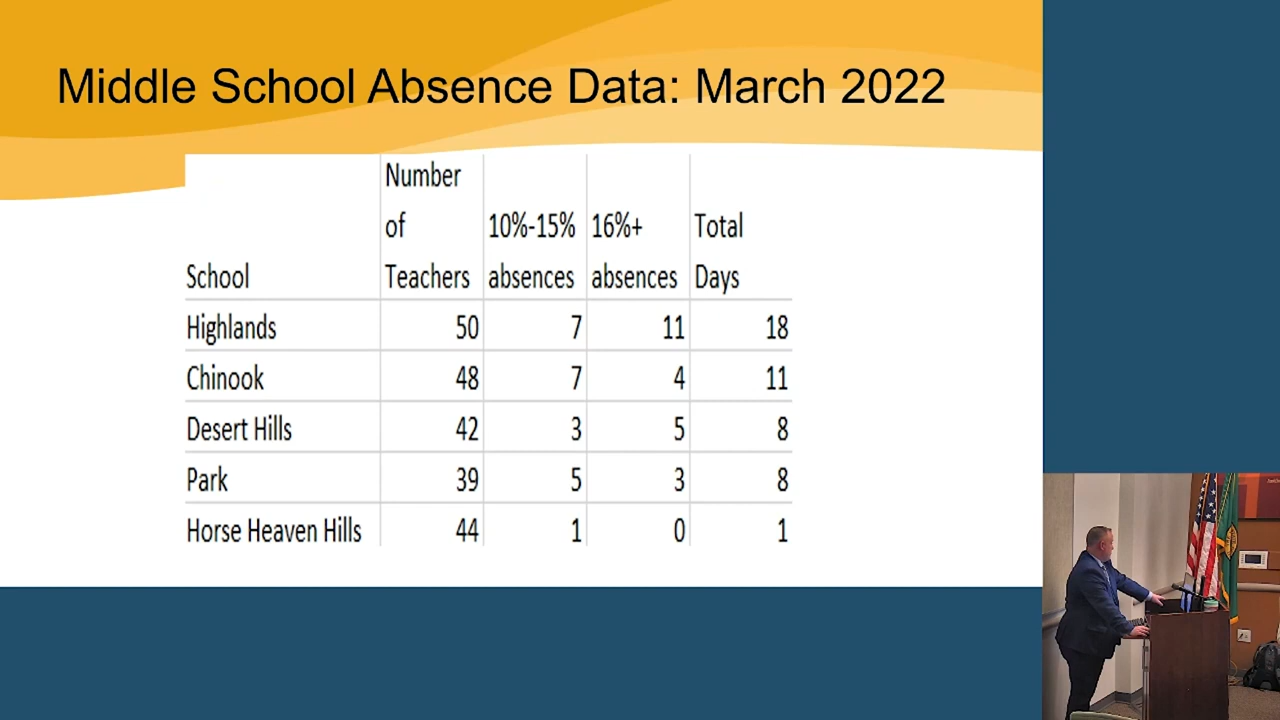 Middle School Absence Data: March 2022
Number
of 10%-15% 16%+ Total
School Teachers absences absences Days
Highlands 50 7 11 18
Chinook 48 7 4 11
Desert Hills 42 3 5 8
Park 39 5 3 8
Horse Heaven Hills 44 1 0 1